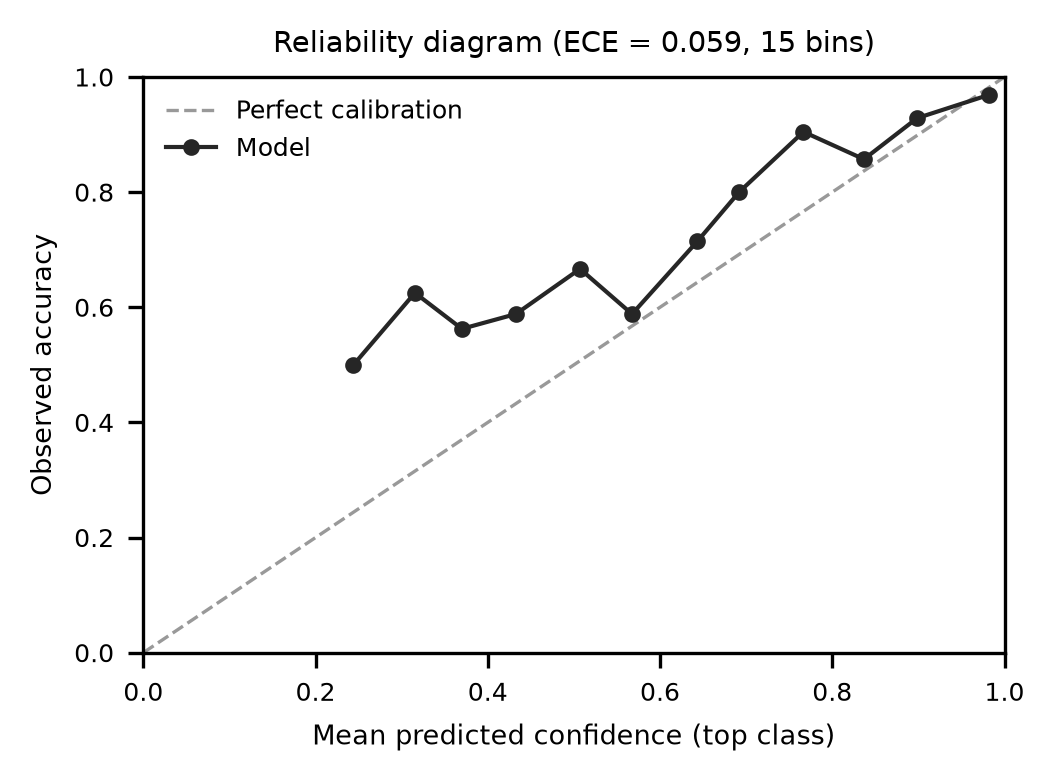 Reliability diagram (ECE = 0.059, 15 bins)
1.0
Perfect calibration
Model
0.8
0.6
0.4
0.2
0.0
Observed accuracy
0.0 0.2 0.4 0.6 0.8 1.0
Mean predicted confidence (top class)